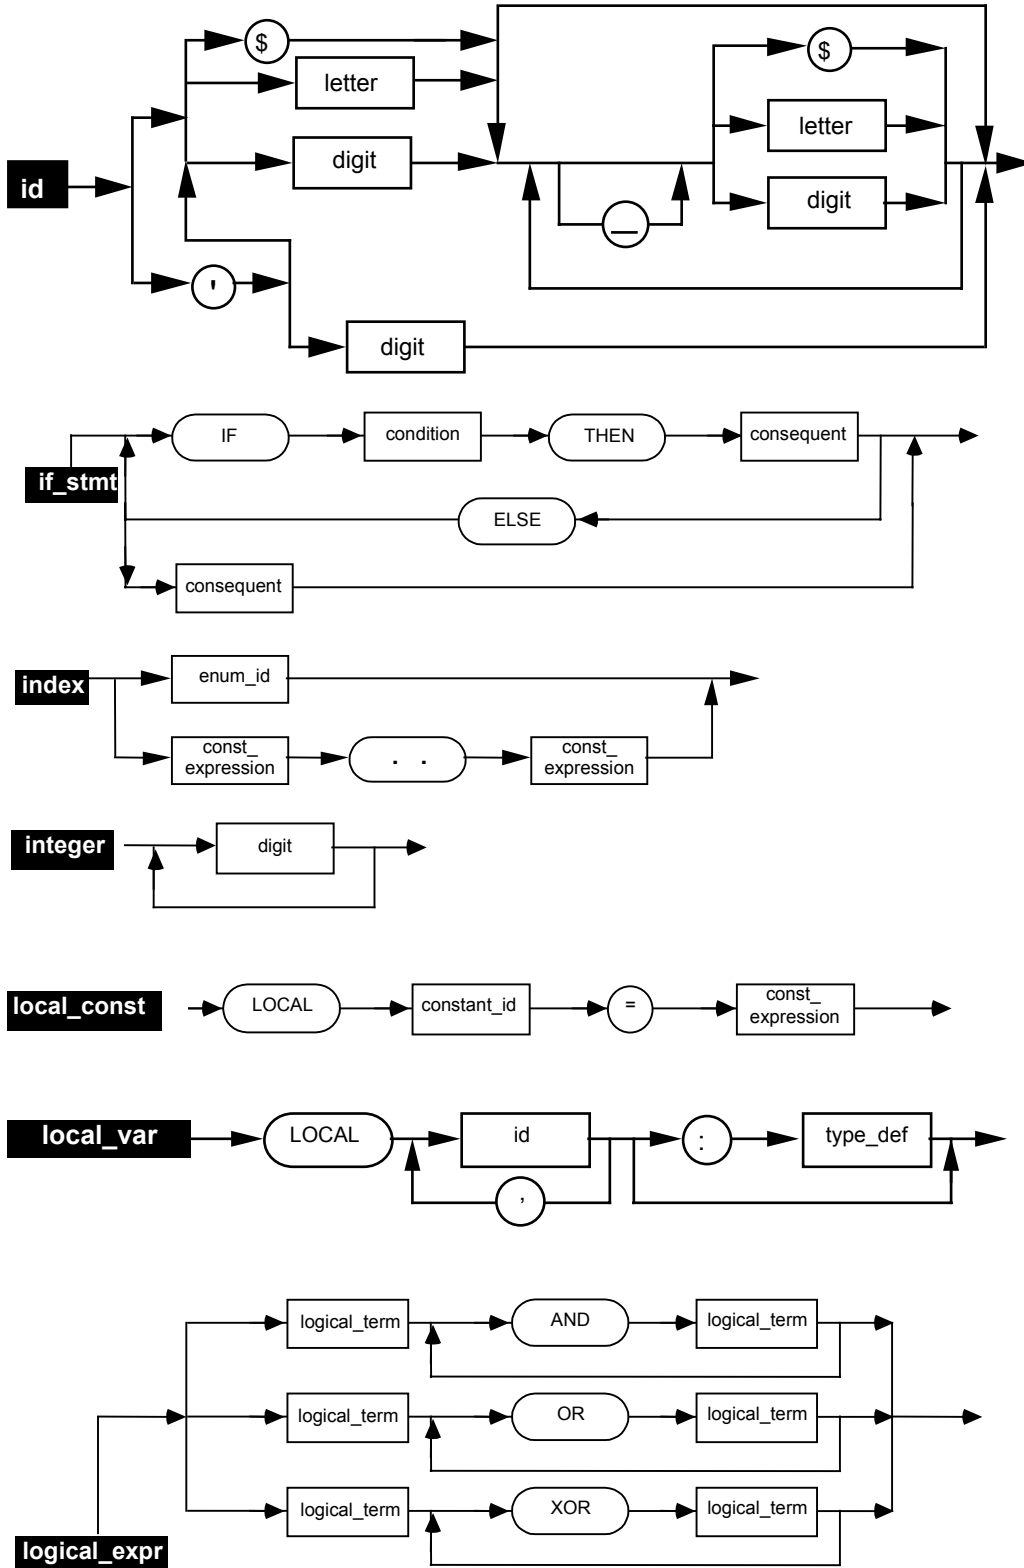 $
$
letter
letter
digit
id
digit
_
'
digit
IF
condition
THEN
consequent
if_stmt
ELSE
consequent
index
enum_id
const_
expression
. .
const_
expression
integer
digit
local_const
LOCAL
constant_id
=
const_
expression
local_var
LOCAL
id
:
type_def
,
logical_term
AND
logical_term
logical_term
OR
logical_term
logical_term
XOR
logical_term
logical_expr